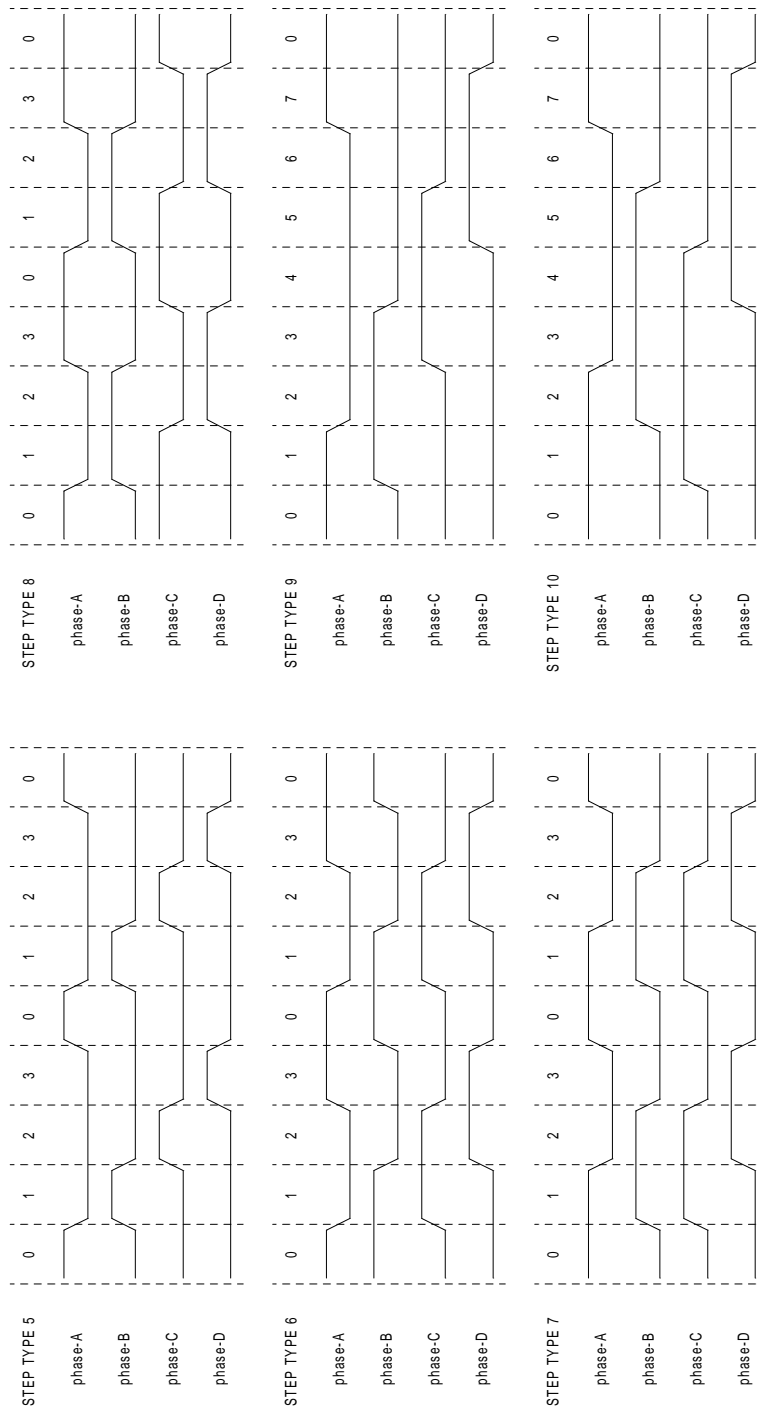 STEP TYPE 5
0 1 2 3 0 1 2 3 0
phase-A
phase-B
phase-C
phase-D
STEP TYPE 6
0 1 2 3 0 1 2 3 0
phase-A
phase-B
phase-C
phase-D
STEP TYPE 7
0 1 2 3 0 1 2 3 0
phase-A
phase-B
phase-C
phase-D
STEP TYPE 8
0 1 2 3 0 1 2 3 0
phase-A
phase-B
phase-C
phase-D
STEP TYPE 9
0 1 2 3 4 5 6 7 0
phase-A
phase-B
phase-C
phase-D
STEP TYPE 10
0 1 2 3 4 5 6 7 0
phase-A
phase-B
phase-C
phase-D